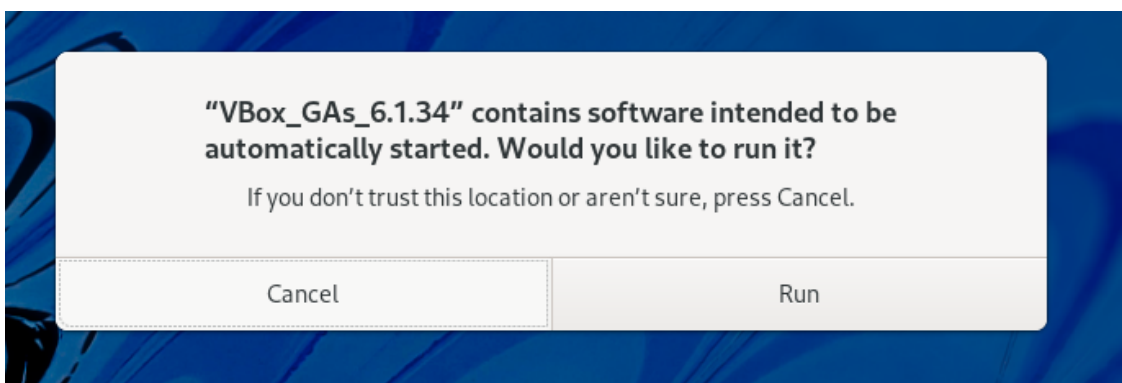 “VBox_GAs_6.1.34” contains software intended to be
automatically started. Would you like to run it?
If you don’t trust this location or aren’t sure, press Cancel.
Cancel
Run